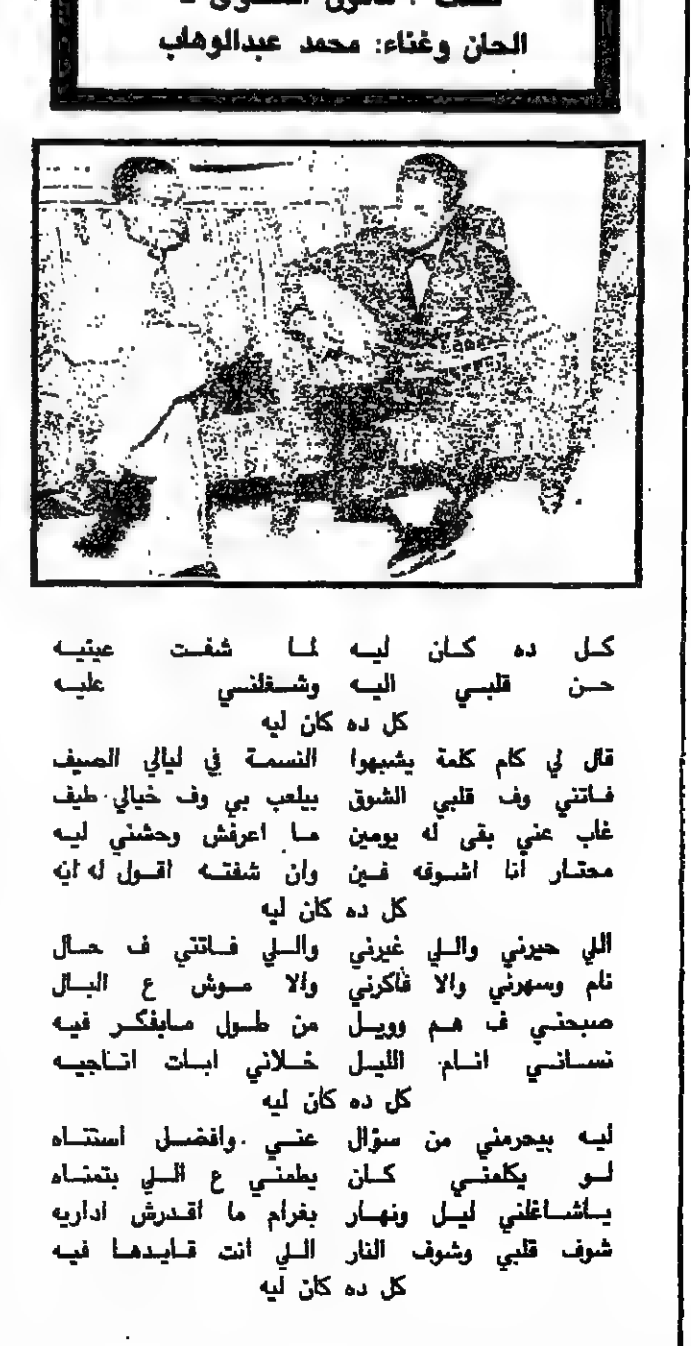 الحان وغناء: محمد عبدالوهاب
كل ده كان ليه لما شفت عينيه
حن قلبي اليه وشغلني عليه
كل ده كان ليه
قال لي كام كلمة يشبهوا النسمة في ليالي الصيف
فاتني وف قلبي الشوق بيلعب بي وف خيالي طيف
غاب عني بقى له يومين ما اعرفش وحشني ليه
محتار انا اشوفه فين وان شفته اقول له ايه
كل ده كان ليه
اللي حيرني واللي غيرني واللي فاتني ف حال
نام وسهرني والا فاكرني والا موش ع البال
صبحني ف هم وويل من طول مابفكر فيه
نساني انام الليل خلاني ابات اناجيه
كل ده كان ليه
ليه بيحرمني من سؤال عني وافضل استناه
لو يكلمني كان يطمني ع اللي بتمناه
ياشاغلني ليل ونهار بغرام ما اقدرش اداريه
شوف قلبي وشوف النار اللي انت قايدها فيه
كل ده كان ليه